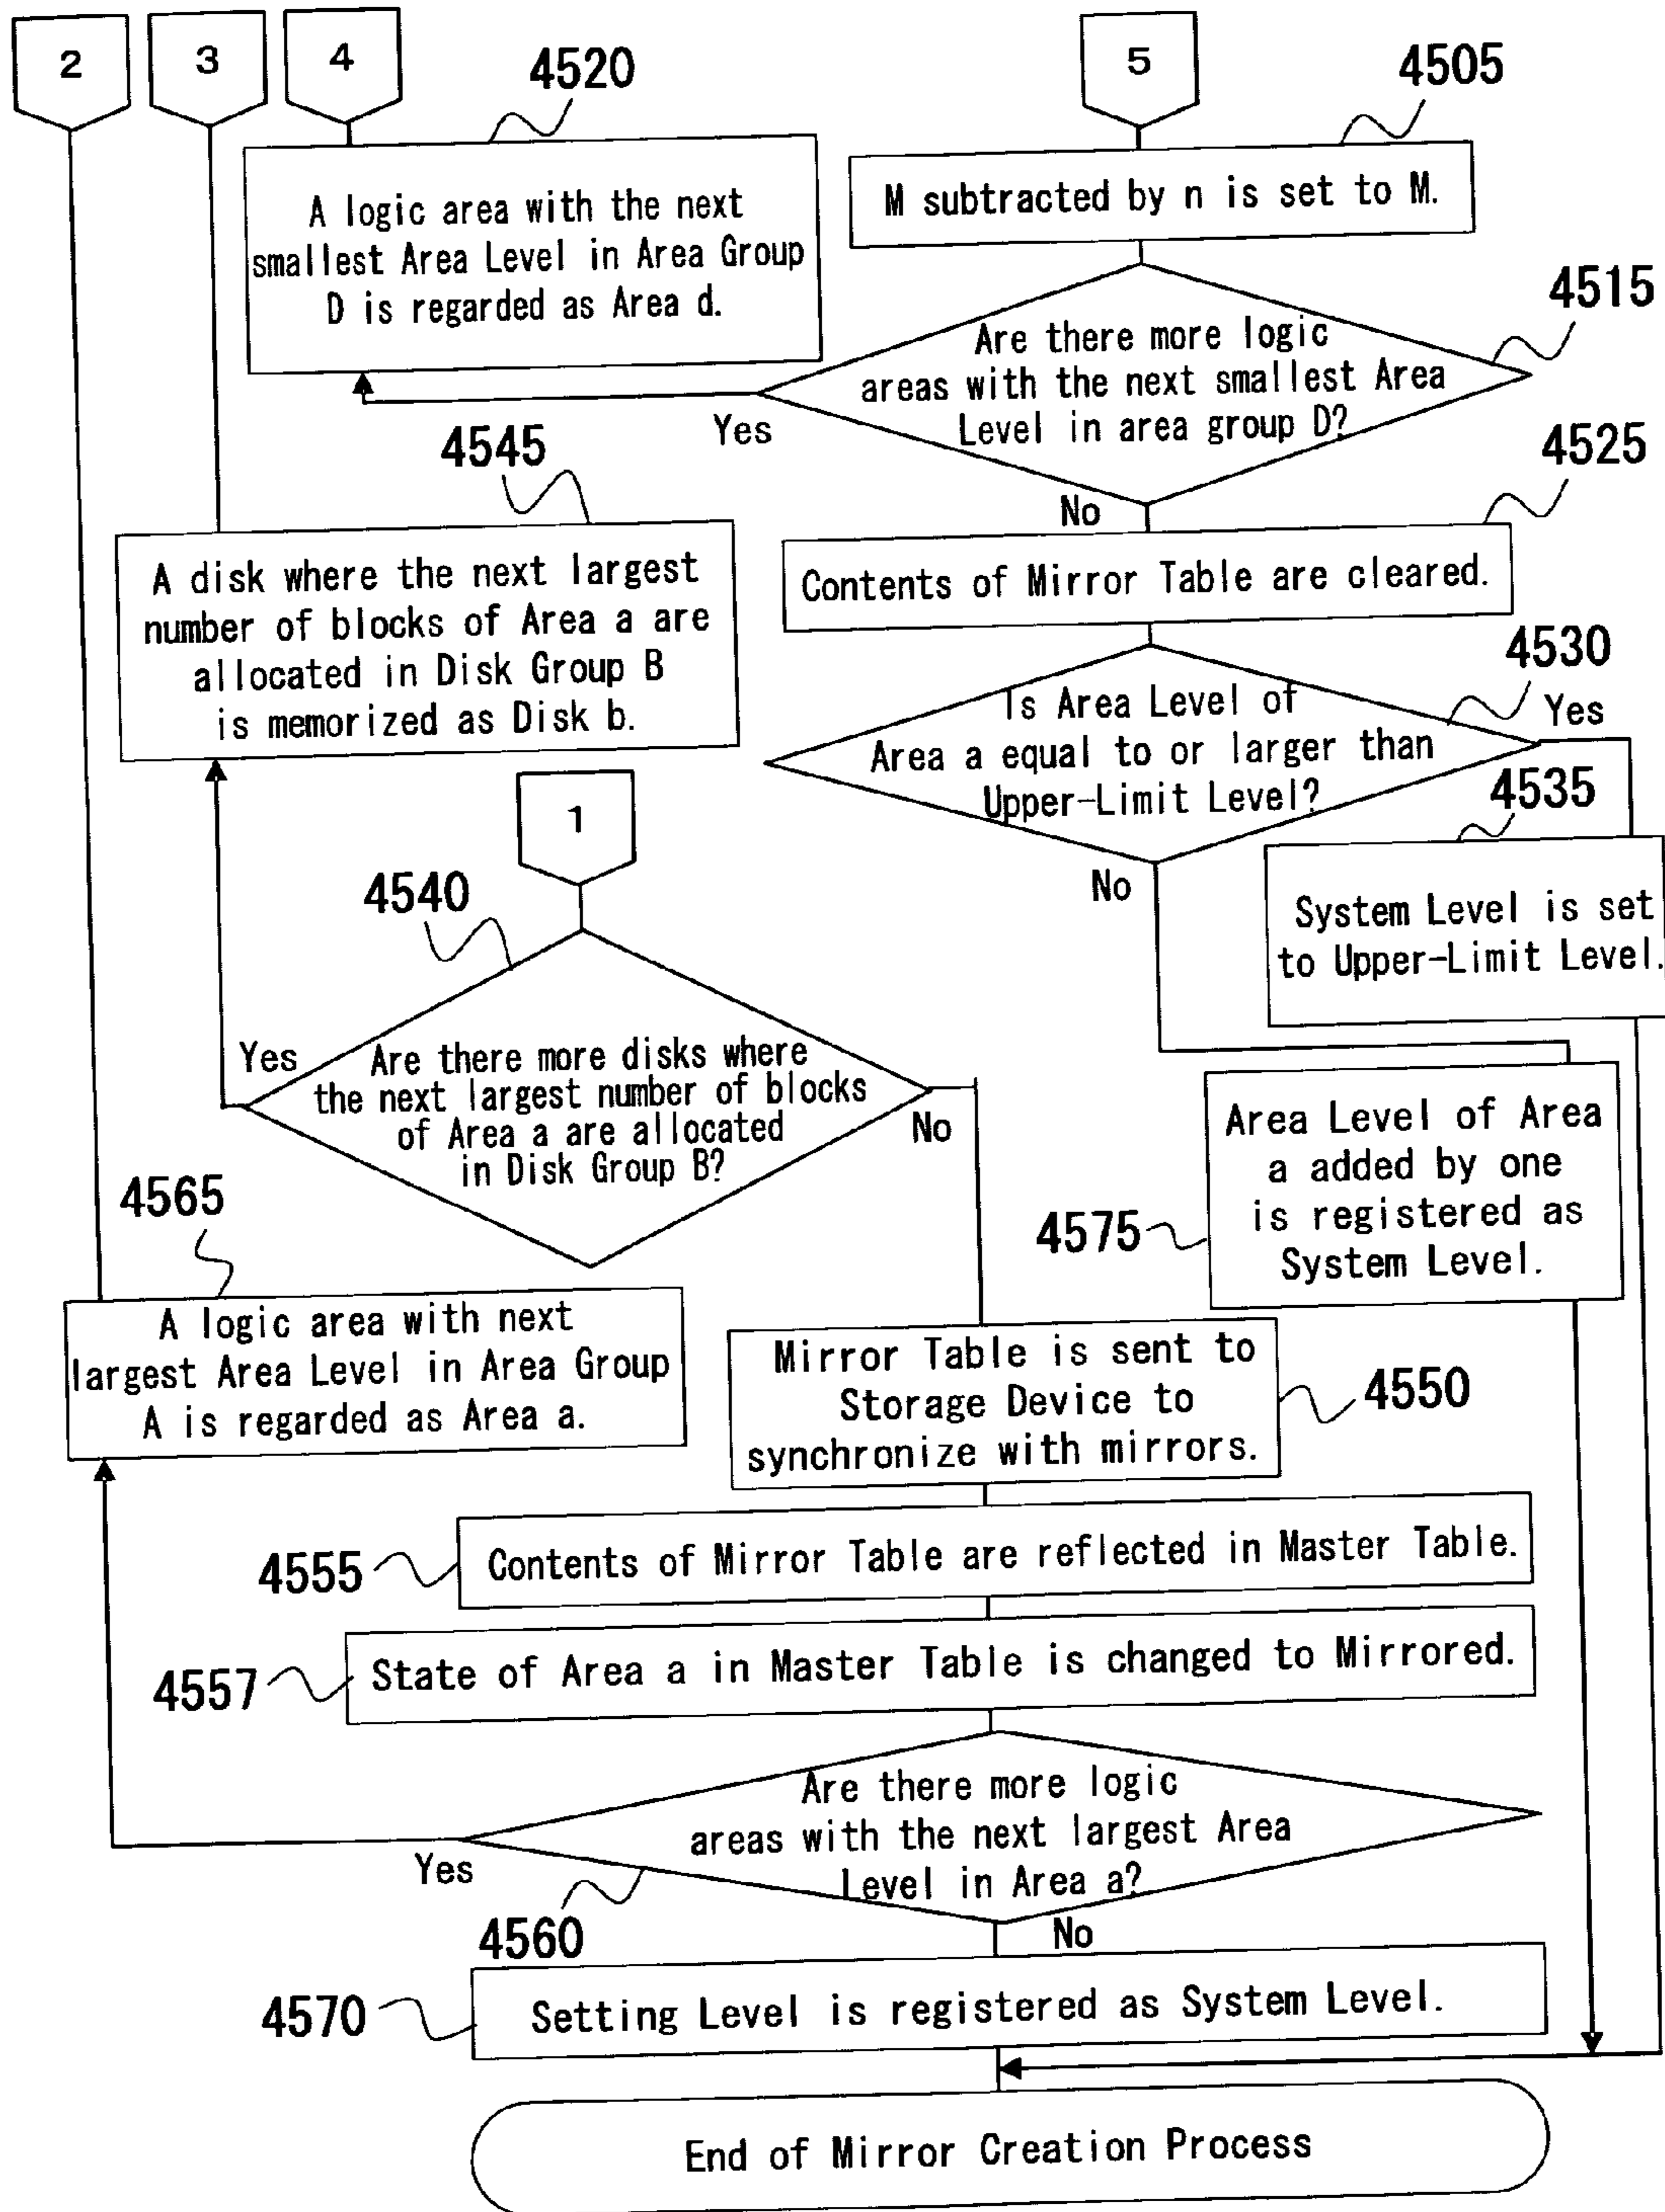 2
3
4
4520
5
4505
A logic area with the next
smallest Area Level in Area Group
D is regarded as Area d.
M subtracted by n is set to M.
4515
Are there more logic
areas with the next smallest Area
Level in area group D?
Yes
No
4545
4525
A disk where the next largest
number of blocks of Area a are
allocated in Disk Group B
is memorized as Disk b.
Contents of Mirror Table are cleared.
4530
Is Area Level of
Area a equal to or larger than
Upper-Limit Level?
Yes
No
4535
System Level is set
to Upper-Limit Level.
1
4540
Are there more disks where
the next largest number of blocks
of Area a are allocated
in Disk Group B?
Yes
No
Area Level of Area
a added by one
is registered as
System Level.
4575
4565
A logic area with next
largest Area Level in Area Group
A is regarded as Area a.
Mirror Table is sent to
Storage Device to
synchronize with mirrors.
4550
4555
Contents of Mirror Table are reflected in Master Table.
4557
State of Area a in Master Table is changed to Mirrored.
Are there more logic
areas with the next largest Area
Level in Area a?
Yes
4560
No
4570
Setting Level is registered as System Level.
End of Mirror Creation Process